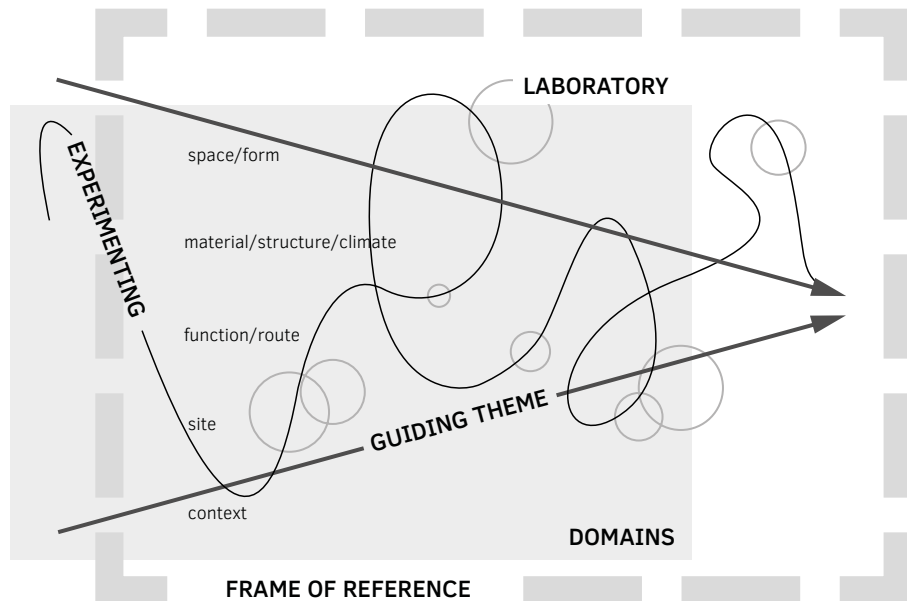 LABORATORY
space/form
EXPERIMENTING
material/structure/climate
function/route
GUIDING THEME
site
context
DOMAINS
FRAME OF REFERENCE